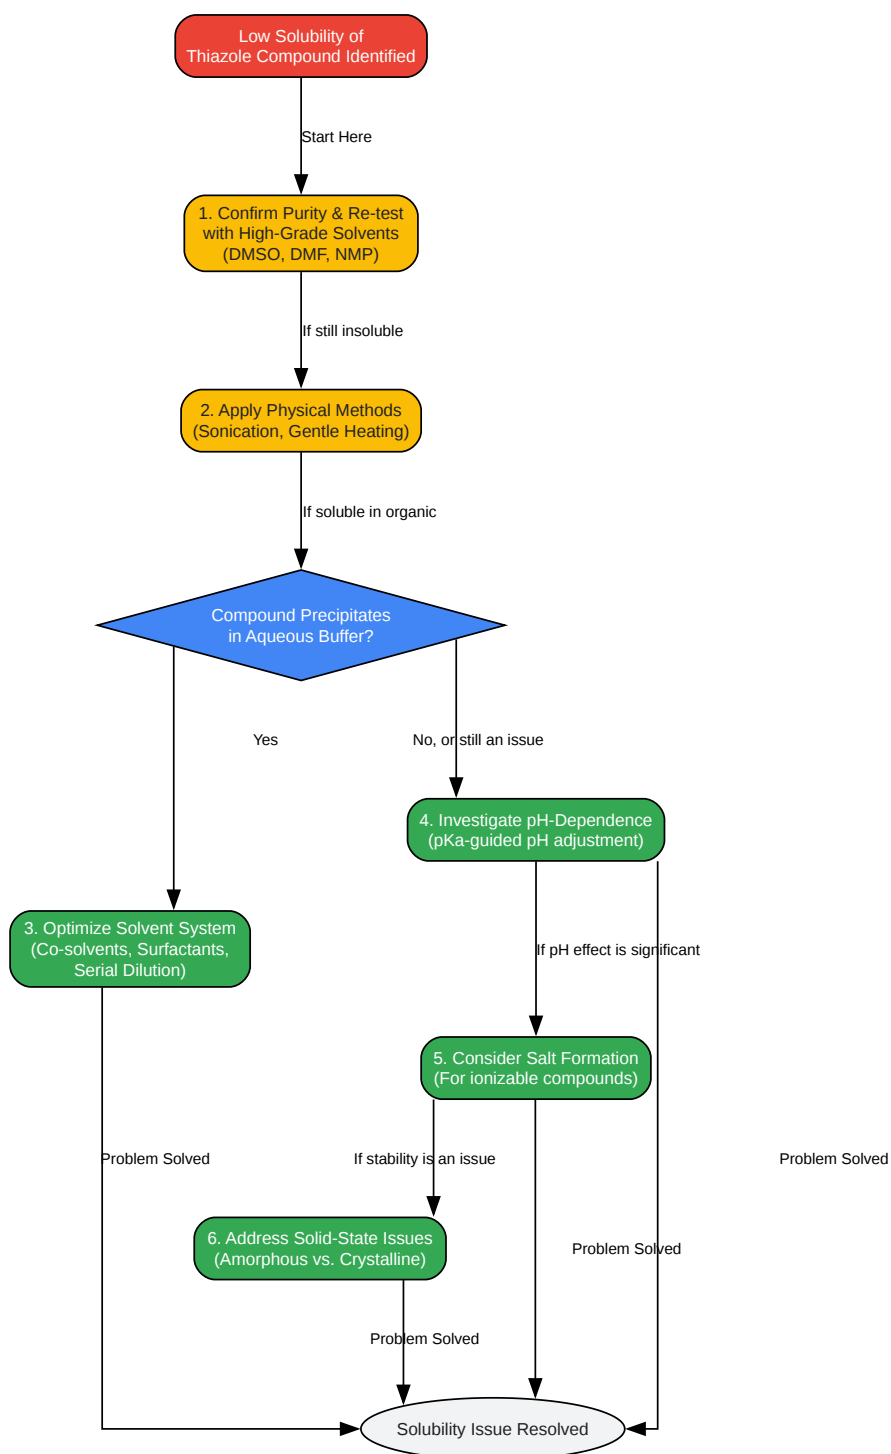 Low Solubility of
Thiazole Compound Identified
Start Here
1. Confirm Purity & Re-test
with High-Grade Solvents
(DMSO, DMF, NMP)
If still insoluble
2. Apply Physical Methods
(Sonication, Gentle Heating)
If soluble in organic
Compound Precipitates
in Aqueous Buffer?
Yes
No, or still an issue
4. Investigate pH-Dependence
(pKa-guided pH adjustment)
3. Optimize Solvent System
(Co-solvents, Surfactants,
Serial Dilution)
If pH effect is significant
5. Consider Salt Formation
(For ionizable compounds)
Problem Solved
If stability is an issue
Problem Solved
6. Address Solid-State Issues
(Amorphous vs. Crystalline)
Problem Solved
Problem Solved
Solubility Issue Resolved